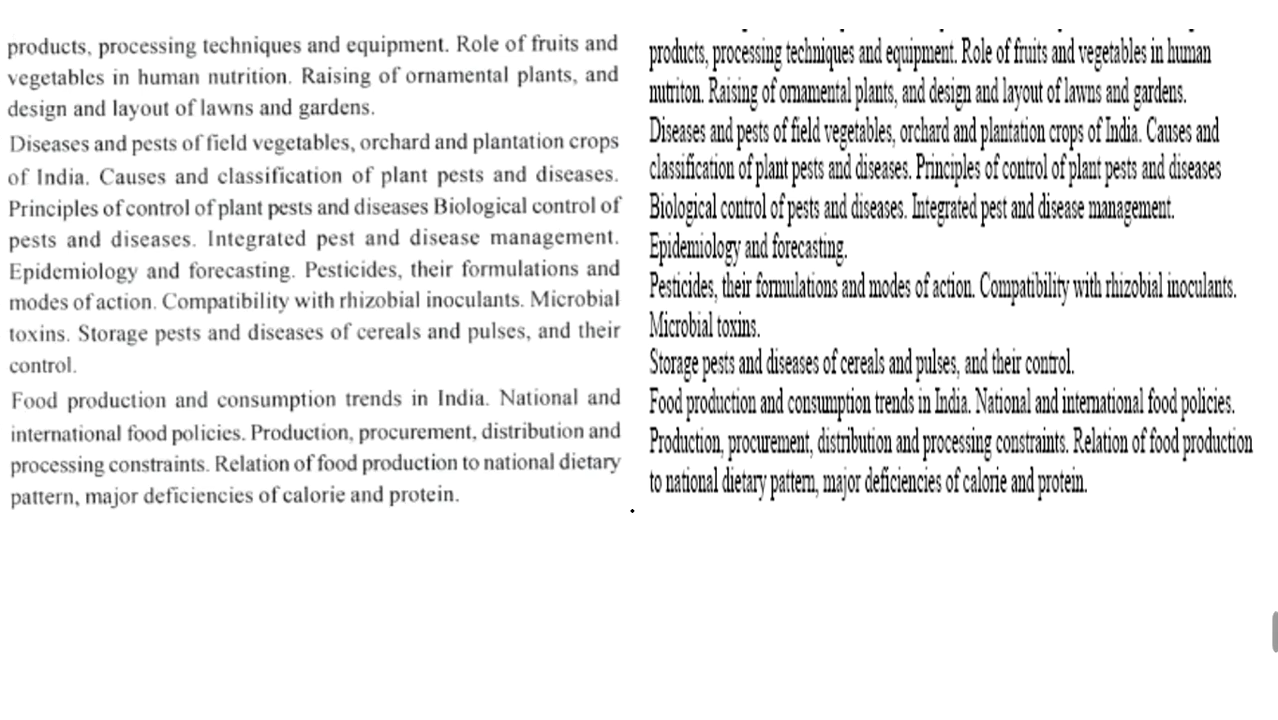 products, processing techniques and equipment. Role of fruits and
vegetables in human nutrition. Raising of ornamental plants, and
design and layout of lawns and gardens.
Diseases and pests of field vegetables, orchard and plantation crops
of India. Causes and classification of plant pests and diseases.
Principles of control of plant pests and diseases Biological control of
pests and diseases. Integrated pest and disease management.
Epidemiology and forecasting. Pesticides, their formulations and
modes of action. Compatibility with rhizobial inoculants. Microbial
toxins. Storage pests and diseases of cereals and pulses, and their
control.
Food production and consumption trends in India. National and
international food policies. Production, procurement, distribution and
processing constraints. Relation of food production to national dietary
pattern, major deficiencies of calorie and protein.
products, processing techniques and equipment. Role of fruits and vegetables in human
nutriton. Raising of ornamental plants, and design and layout of lawns and gardens.
Diseases and pests of field vegetables, orchard and plantation crops of India. Causes and
classification of plant pests and diseases. Principles of control of plant pests and diseases
Biological control of pests and diseases. Integrated pest and disease management.
Epidemiology and forecasting.
Pesticides, their formulations and modes of action. Compatibility with rhizobial inoculants.
Microbial toxins.
Storage pests and diseases of cereals and pulses, and their control.
Food production and consumption trends in India. National and international food policies.
Production, procurement, distribution and processing constraints. Relation of food production
to national dietary pattern, major deficiencies of calorie and protein.